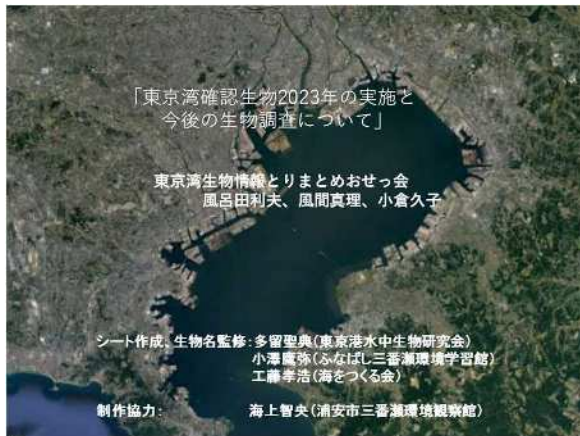 「東京湾確認生物2023年の実施と
今後の生物調査について」
東京湾生物情報とりまとめおせっ会
風呂田利夫、風間真理、小倉久子
シート作成、生物名監修：多留聖典（東京港水中生物研究会）
小澤鷹弥（ふなばし三番瀬環境学習館）
工藤孝浩（海をつくる会）
制作協力： 海上智央（浦安市三番瀬環境観察館）